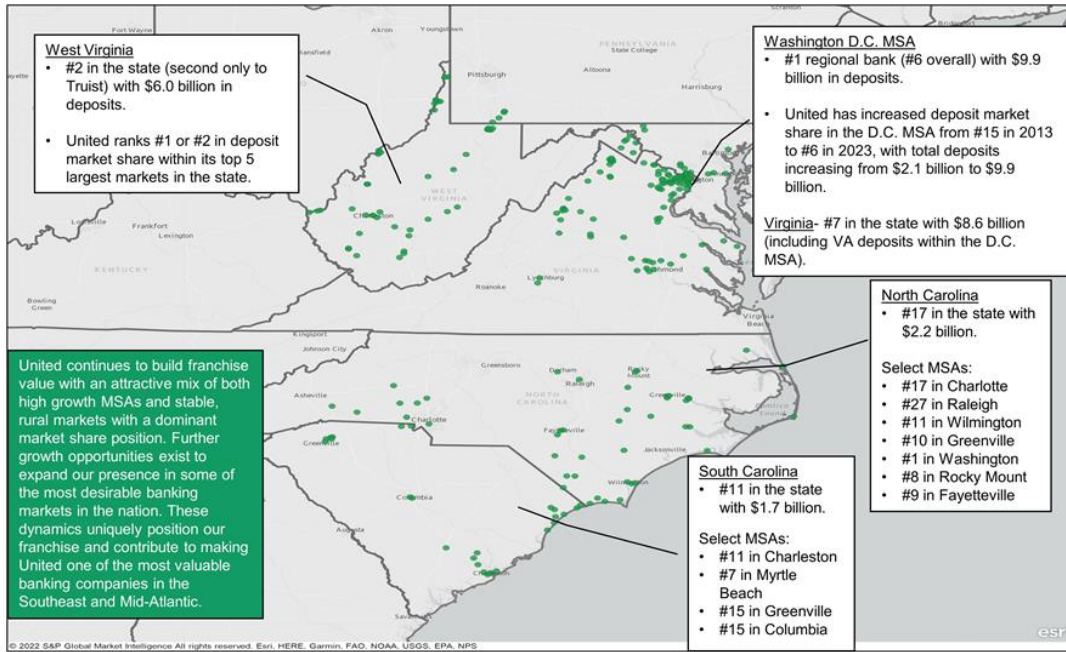 West Virginia
• #2 in the state (second only to
Truist) with $6.0 billion in
deposits.
• United ranks #1 or #2 in deposit
market share within its top 5
largest markets in the state.
Washington D.C. MSA
• #1 regional bank (#6 overall) with $9.9
billion in deposits.
• United has increased deposit market
share in the D.C. MSA from #15 in 2013
to #6 in 2023, with total deposits
increasing from $2.1 billion to $9.9
billion.
Virginia- #7 in the state with $8.6 billion
(including VA deposits within the D.C.
MSA).
North Carolina
• #17 in the state with
$2.2 billion.
Select MSAs:
• #17 in Charlotte
• #27 in Raleigh
• #11 in Wilmington
• #10 in Greenville
• #1 in Washington
• #8 in Rocky Mount
• #9 in Fayetteville
South Carolina
• #11 in the state
with $1.7 billion.
Select MSAs:
• #11 in Charleston
• #7 in Myrtle
Beach
• #15 in Greenville
• #15 in Columbia
United continues to build franchise
value with an attractive mix of both
high growth MSAs and stable,
rural markets with a dominant
market share position. Further
growth opportunities exist to
expand our presence in some of
the most desirable banking
markets in the nation. These
dynamics uniquely position our
franchise and contribute to making
United one of the most valuable
banking companies in the
Southeast and Mid-Atlantic.
Fort Wayne
Akron
Youngstown
PENNSYLVANIA
State College
Pittsburgh
Altoona
Harrisburg
WEST
VIRGINIA
Frankfort
Lexington
KENTUCKY
Bowling
Green
VIRGINIA
Roanoke
Virginia
Beach
Kingsport
Johnson City
Greensboro
Durham
Raleigh
Rocky
Mount
Asheville
NORTH
CAROLINA
Charlotte
Greenville
Greenville
Fayetteville
Jacksonville
Columbia
Augusta
© 2022 S&P Global Market Intelligence All rights reserved. Esri, HERE, Garmin, FAO, NOAA, USGS, EPA, NPS
esri